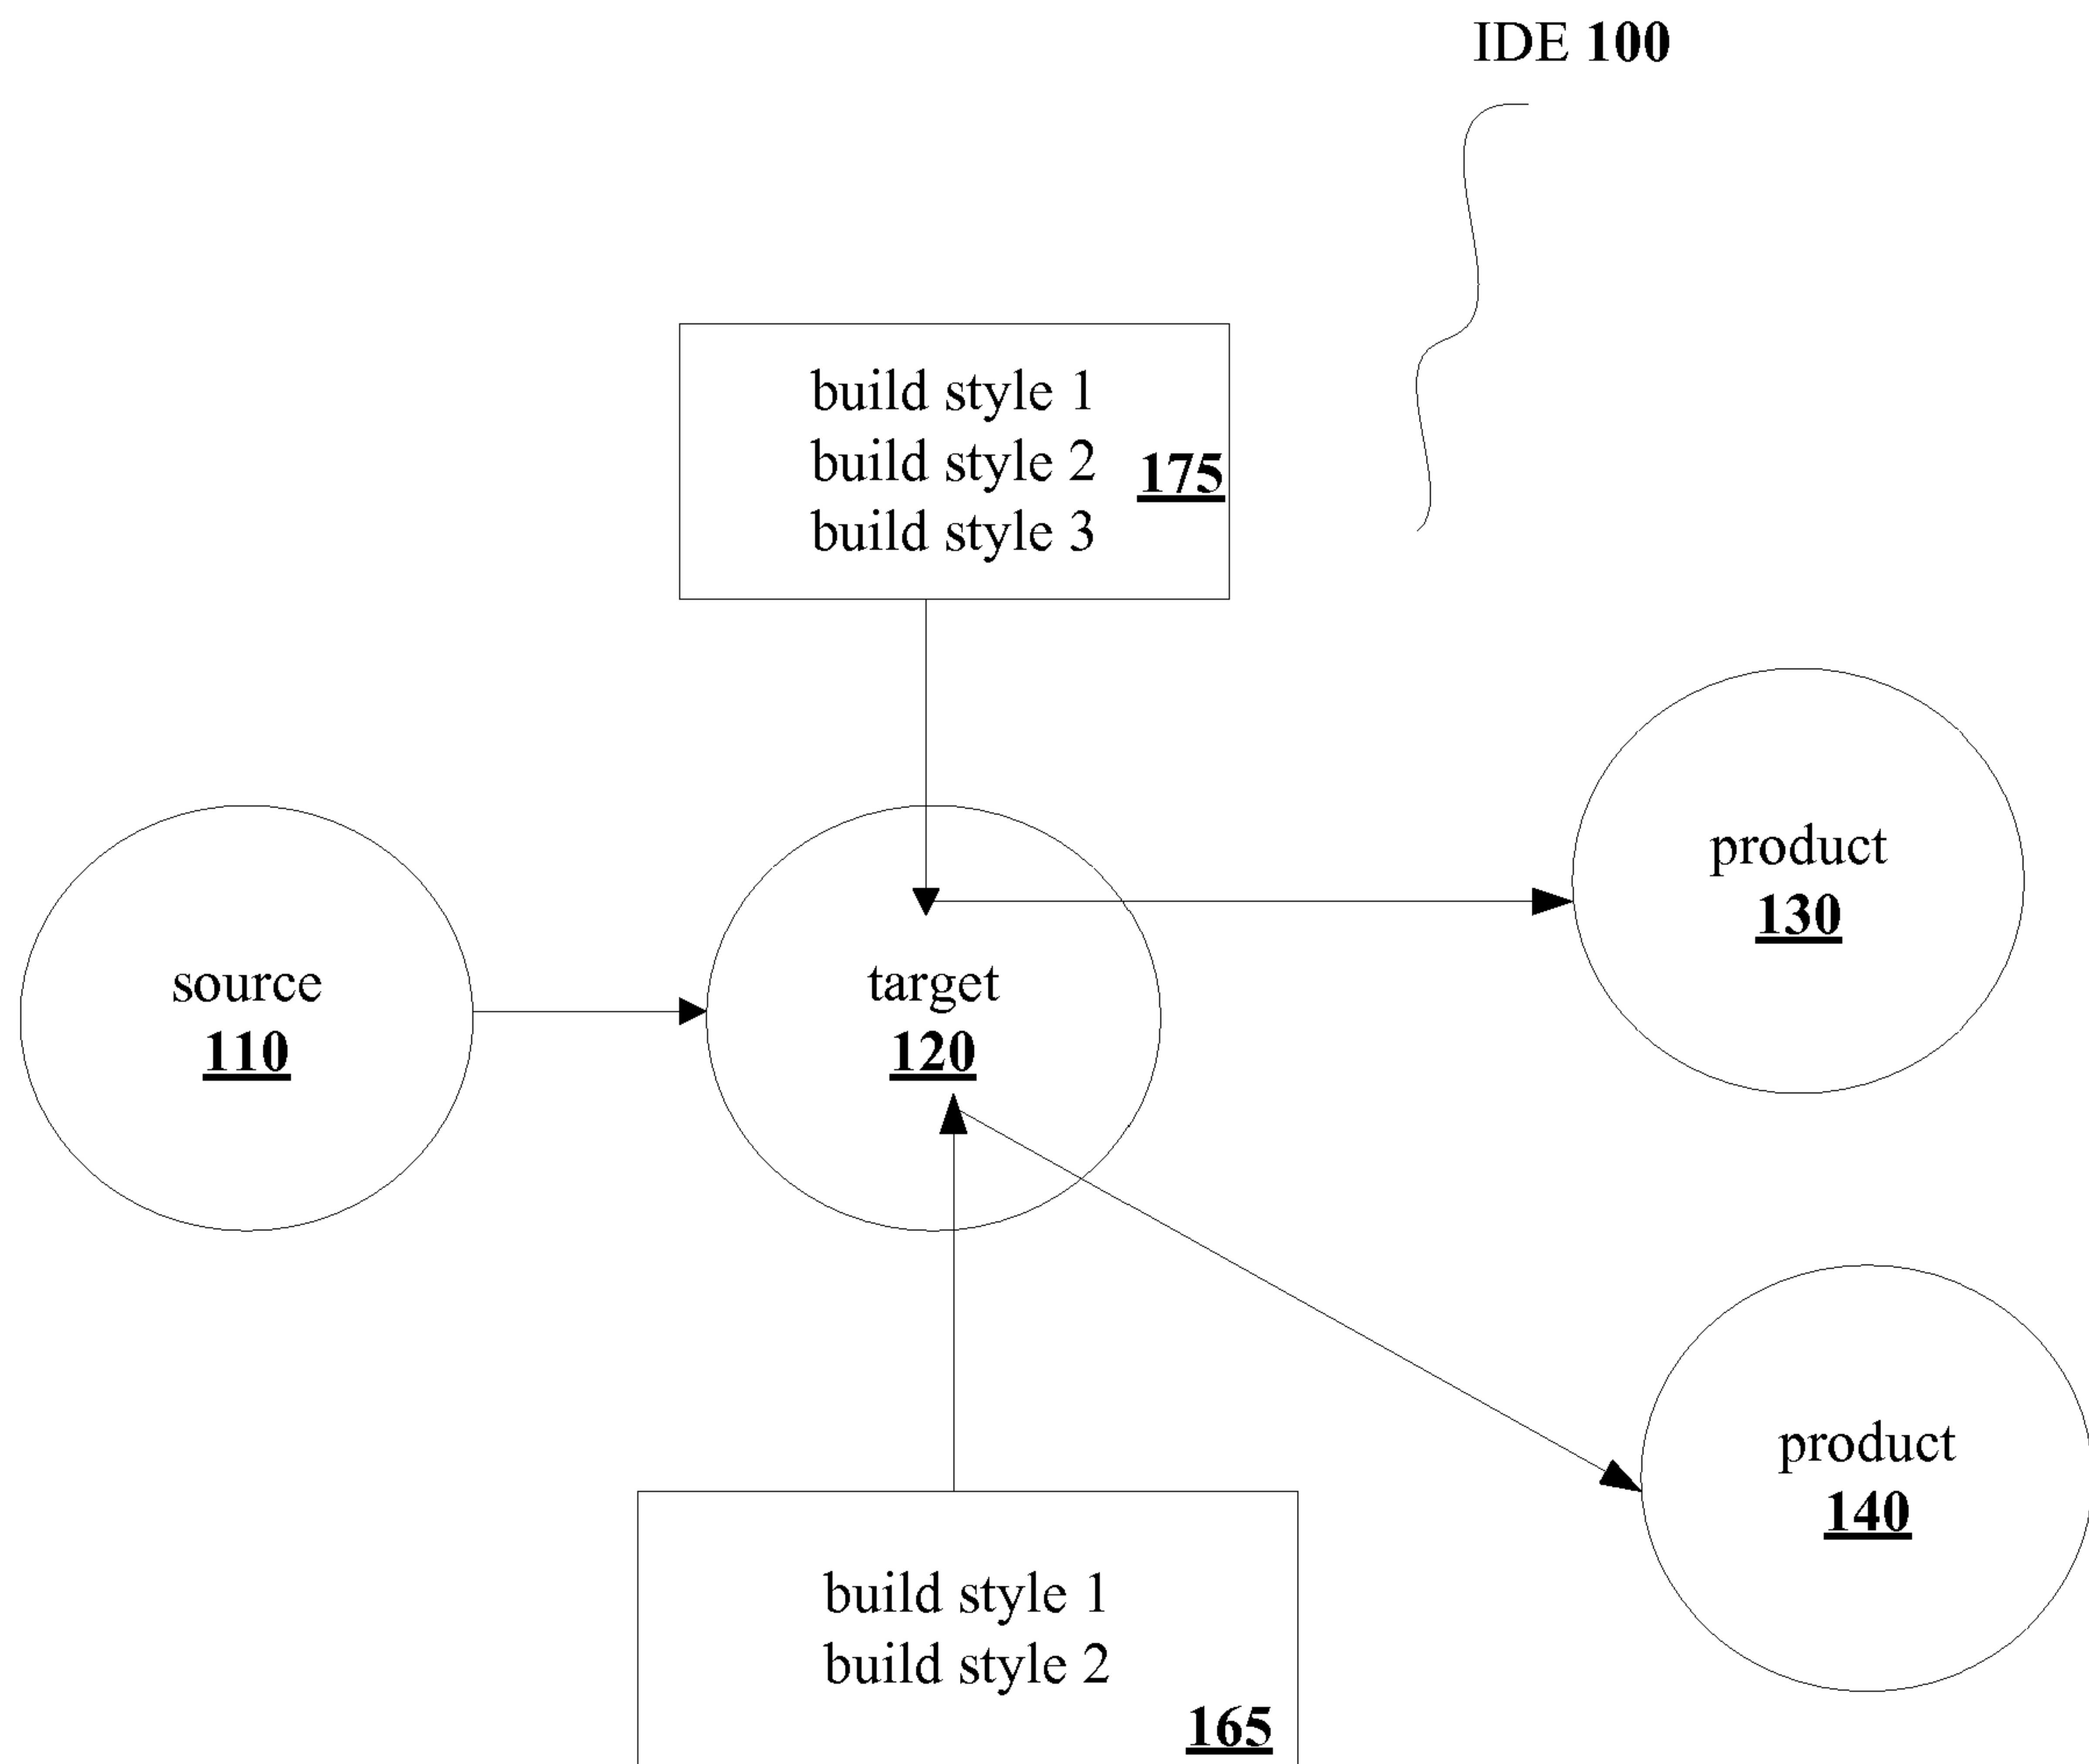 IDE 100
build style 1
build style 2
build style 3
175
product
130
source
110
target
120
product
140
build style 1
build style 2
165